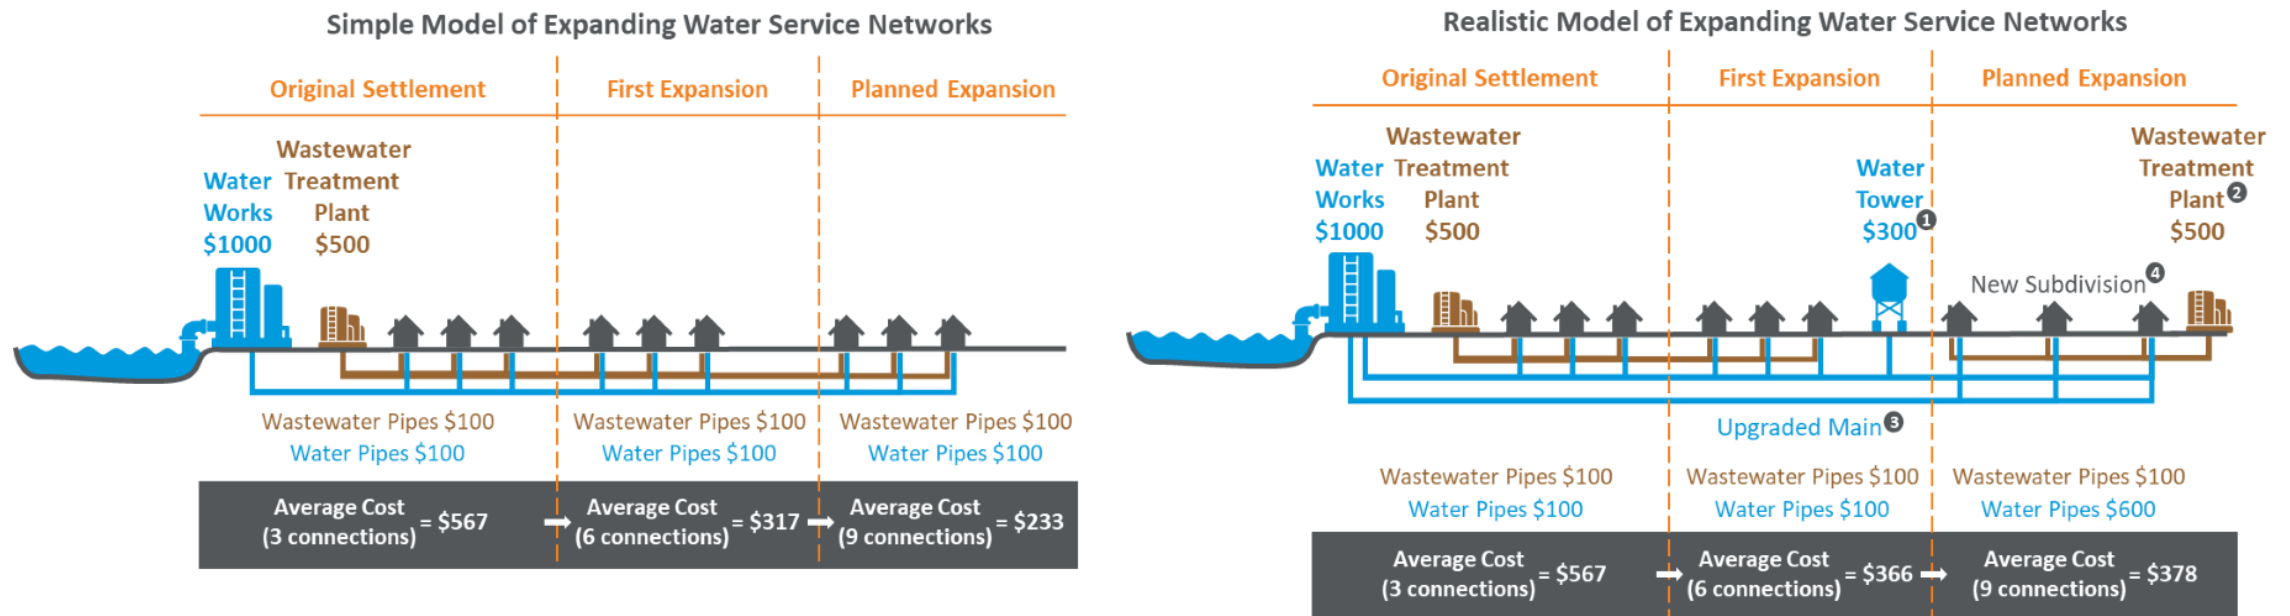 Simple Model of Expanding Water Service Networks
Original Settlement
First Expansion
Planned Expansion
Water
Works
$1000
Wastewater
Treatment
Plant
$500
Wastewater Pipes $100
Water Pipes $100
Wastewater Pipes $100
Water Pipes $100
Wastewater Pipes $100
Water Pipes $100
Average Cost
(3 connections) = $567
Average Cost
(6 connections) = $317
Average Cost
(9 connections) = $233
Realistic Model of Expanding Water Service Networks
Original Settlement
First Expansion
Planned Expansion
Water
Works
$1000
Wastewater
Treatment
Plant
$500
Water
Tower
$300 1
Wastewater
Treatment
Plant 2
$500
New Subdivision 4
Upgraded Main 3
Wastewater Pipes $100
Water Pipes $100
Wastewater Pipes $100
Water Pipes $100
Wastewater Pipes $100
Water Pipes $600
Average Cost
(3 connections) = $567
Average Cost
(6 connections) = $366
Average Cost
(9 connections) = $378